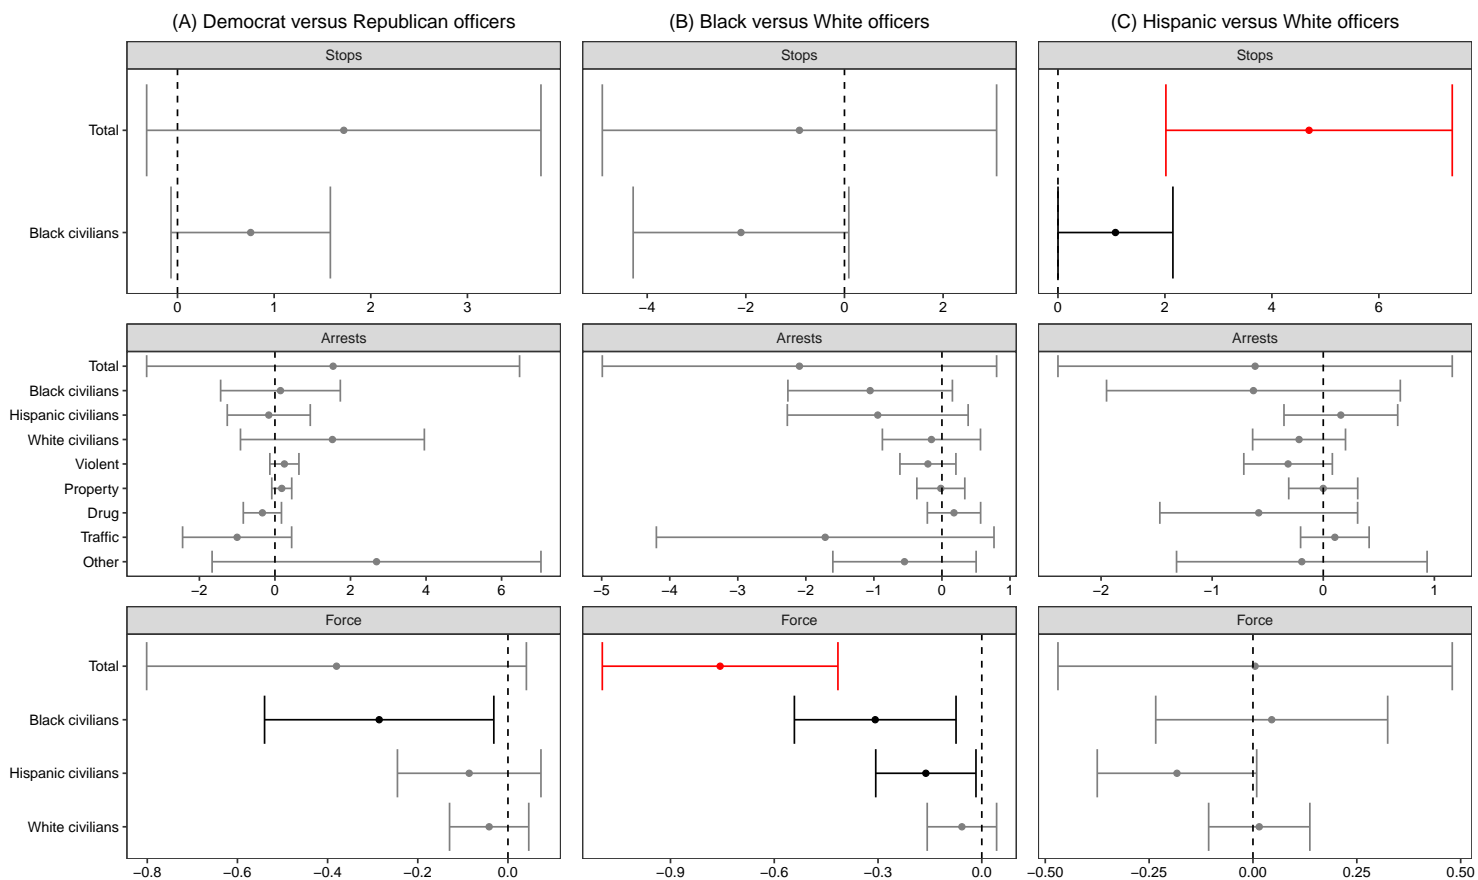 (A) Democrat versus Republican officers (B) Black versus White officers (C) Hispanic versus White officers
Stops Stops Stops
Total
Black civilians
0 1 2 3 −4 −2 0 2 0 2 4 6
Arrests Arrests Arrests
Total
Black civilians
Hispanic civilians
White civilians
Violent
Property
Drug
Traffic
Other
−2 0 2 4 6 −5 −4 −3 −2 −1 0 1 −2 −1 0 1
Force Force Force
Total
Black civilians
Hispanic civilians
White civilians
−0.8 −0.6 −0.4 −0.2 0.0 −0.9 −0.6 −0.3 0.0 −0.50 −0.25 0.00 0.25 0.50